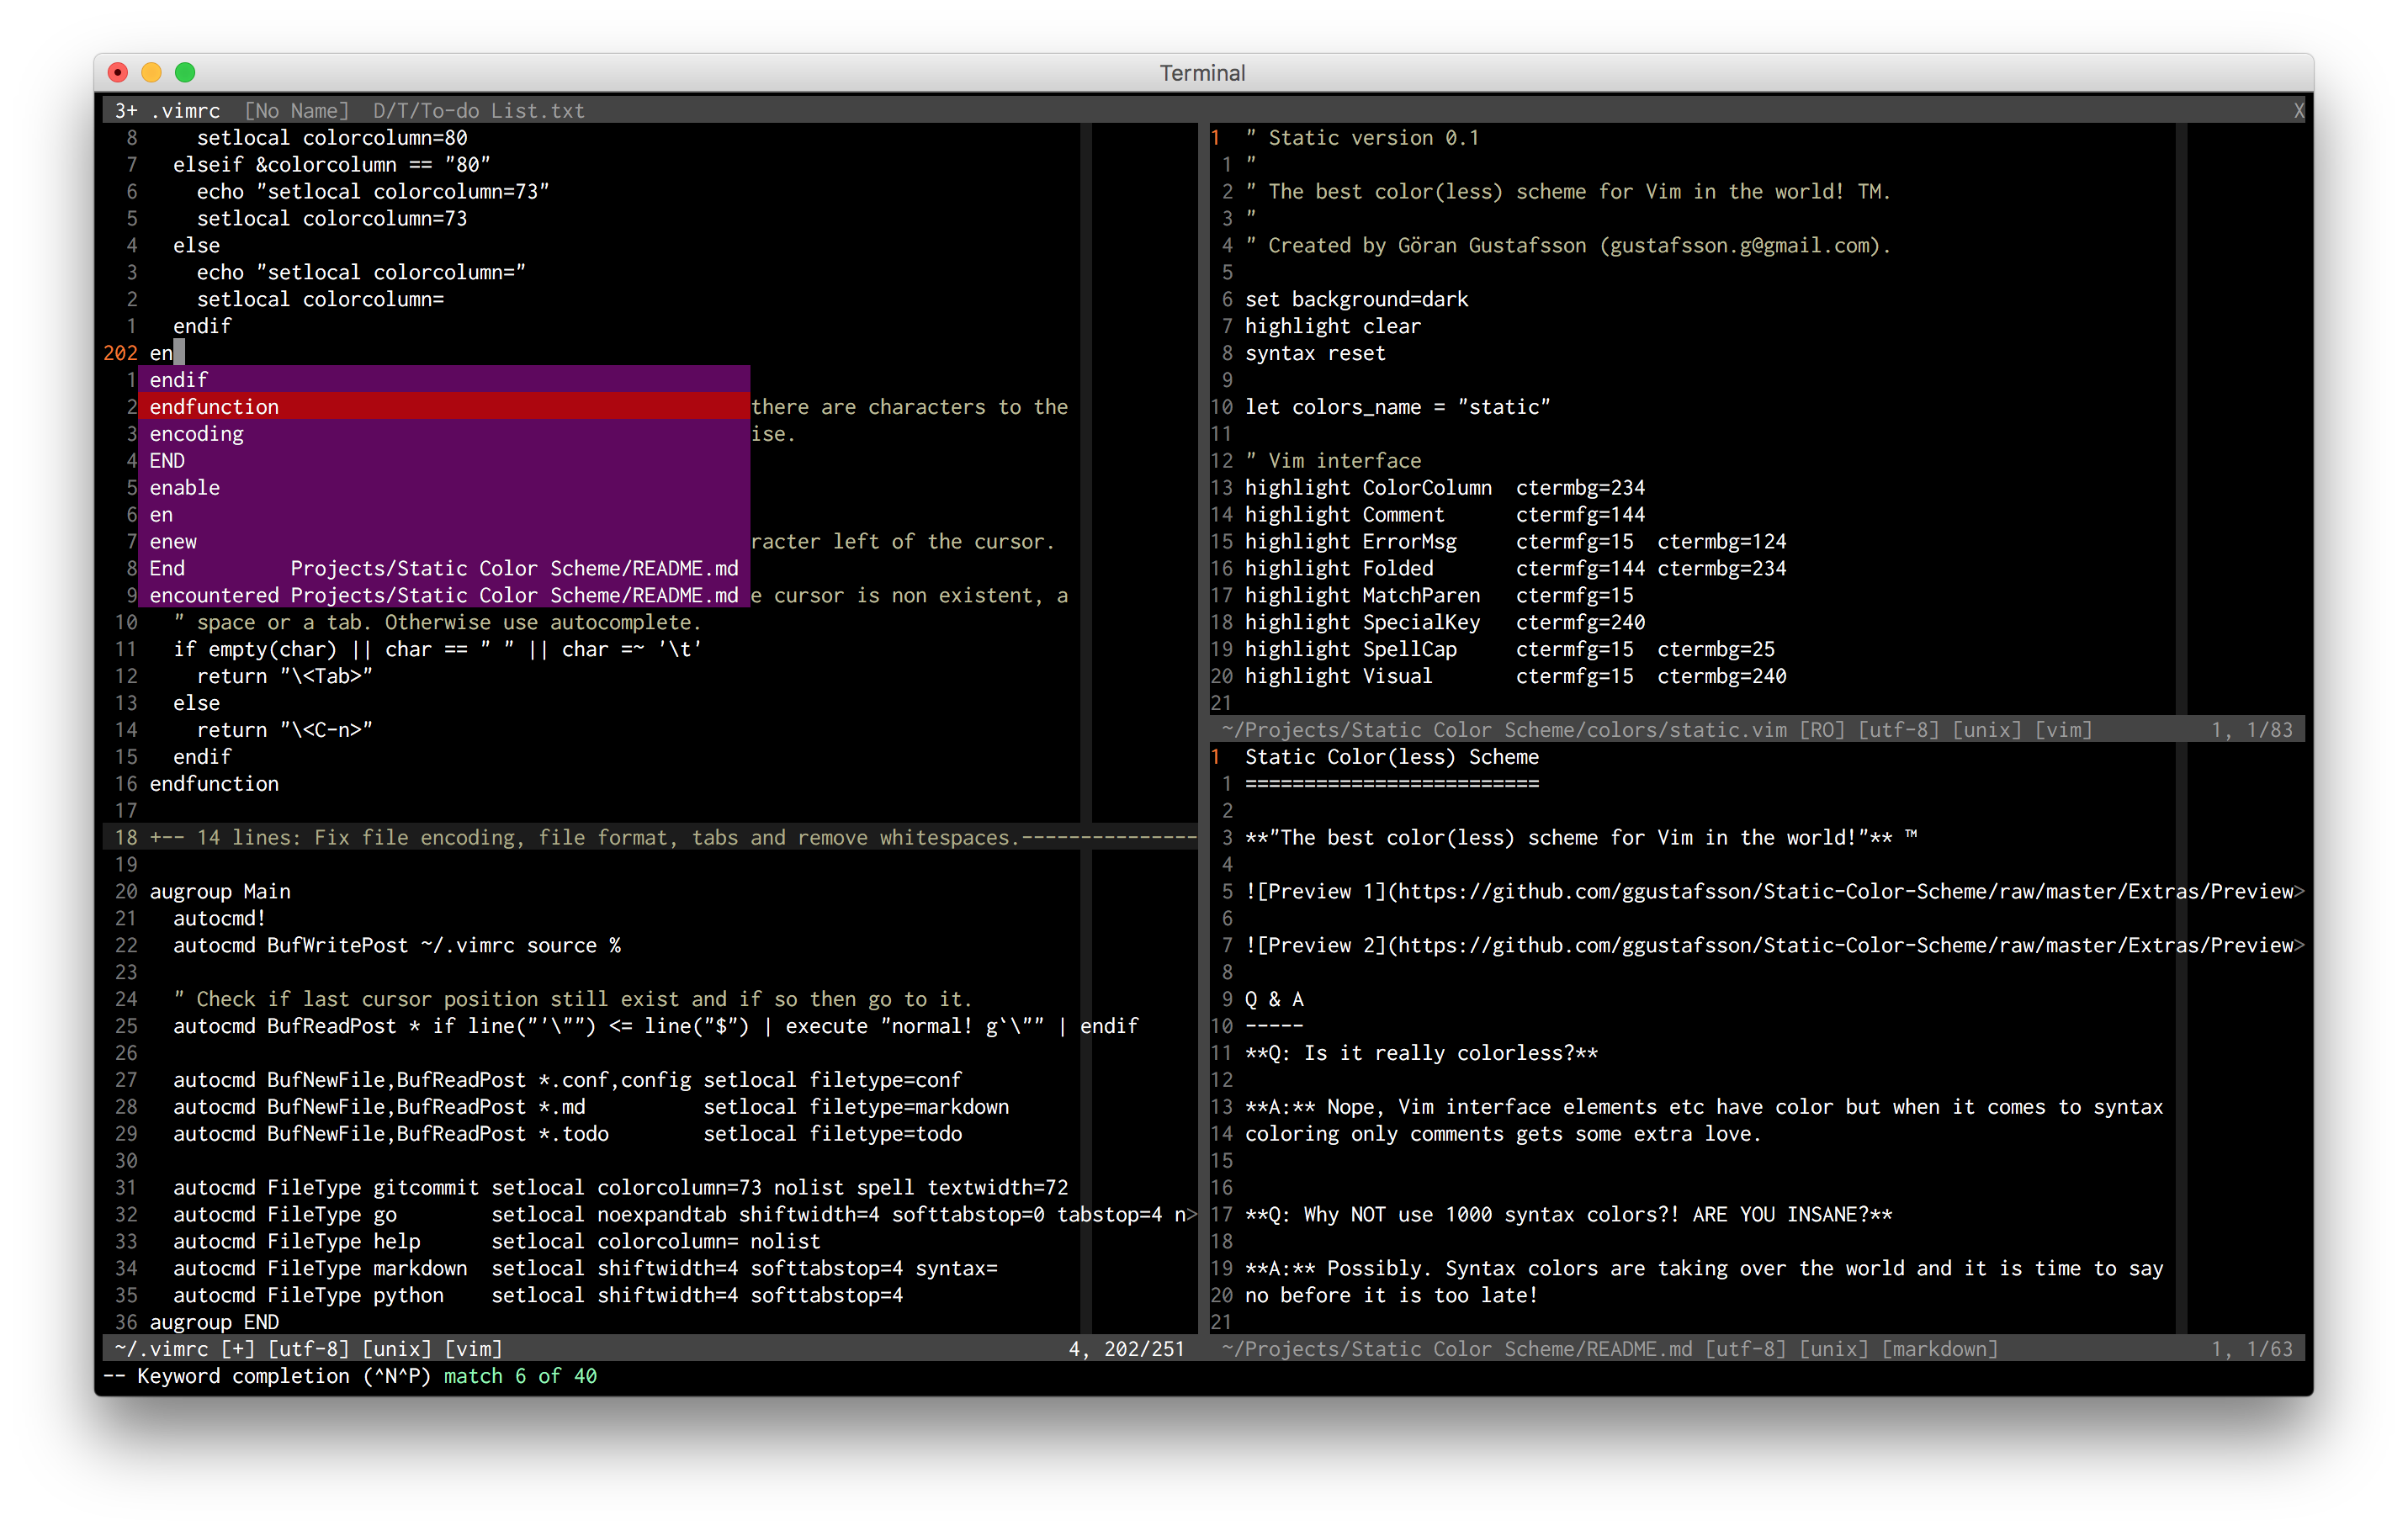 Terminal
3+ .vimrc  [No Name]  D/T/To-do List.txt X
8     setlocal colorcolumn=80
7   elseif &colorcolumn == "80"
6     echo "setlocal colorcolumn=73"
5     setlocal colorcolumn=73
4   else
3     echo "setlocal colorcolumn="
2     setlocal colorcolumn=
1   endif
202 en
1 endif
2 endfunction there are characters to the
3 encoding ise.
4 END
5 enable
6 en
7 enew racter left of the cursor.
8 End         Projects/Static Color Scheme/README.md
9 encountered Projects/Static Color Scheme/README.md e cursor is non existent, a
10   " space or a tab. Otherwise use autocomplete.
11   if empty(char) || char == " " || char =~ '\t'
12     return "\<Tab>"
13   else
14     return "\<C-n>"
15   endif
16 endfunction
17
18 +-- 14 lines: Fix file encoding, file format, tabs and remove whitespaces.---------------
19
20 augroup Main
21   autocmd!
22   autocmd BufWritePost ~/.vimrc source %
23
24   " Check if last cursor position still exist and if so then go to it.
25   autocmd BufReadPost * if line("'\"") <= line("$") | execute "normal! g`\"" | endif
26
27   autocmd BufNewFile,BufReadPost *.conf,config setlocal filetype=conf
28   autocmd BufNewFile,BufReadPost *.md          setlocal filetype=markdown
29   autocmd BufNewFile,BufReadPost *.todo        setlocal filetype=todo
30
31   autocmd FileType gitcommit setlocal colorcolumn=73 nolist spell textwidth=72
32   autocmd FileType go        setlocal noexpandtab shiftwidth=4 softtabstop=0 tabstop=4 n>
33   autocmd FileType help      setlocal colorcolumn= nolist
34   autocmd FileType markdown  setlocal shiftwidth=4 softtabstop=4 syntax=
35   autocmd FileType python    setlocal shiftwidth=4 softtabstop=4
36 augroup END
~/.vimrc [+] [utf-8] [unix] [vim] 4, 202/251
-- Keyword completion (^N^P) match 6 of 40
1  " Static version 0.1
1 "
2 " The best color(less) scheme for Vim in the world! TM.
3 "
4 " Created by Göran Gustafsson (gustafsson.g@gmail.com).
5
6 set background=dark
7 highlight clear
8 syntax reset
9
10 let colors_name = "static"
11
12 " Vim interface
13 highlight ColorColumn  ctermbg=234
14 highlight Comment      ctermfg=144
15 highlight ErrorMsg     ctermfg=15  ctermbg=124
16 highlight Folded       ctermfg=144 ctermbg=234
17 highlight MatchParen   ctermfg=15
18 highlight SpecialKey   ctermfg=240
19 highlight SpellCap     ctermfg=15  ctermbg=25
20 highlight Visual       ctermfg=15  ctermbg=240
21
~/Projects/Static Color Scheme/colors/static.vim [RO] [utf-8] [unix] [vim] 1, 1/83
1  Static Color(less) Scheme
1 =========================
2
3 **"The best color(less) scheme for Vim in the world!"** ™
4
5 ![Preview 1](https://github.com/ggustafsson/Static-Color-Scheme/raw/master/Extras/Preview>
6
7 ![Preview 2](https://github.com/ggustafsson/Static-Color-Scheme/raw/master/Extras/Preview>
8
9 Q & A
10 -----
11 **Q: Is it really colorless?**
12
13 **A:** Nope, Vim interface elements etc have color but when it comes to syntax
14 coloring only comments gets some extra love.
15
16
17 **Q: Why NOT use 1000 syntax colors?! ARE YOU INSANE?**
18
19 **A:** Possibly. Syntax colors are taking over the world and it is time to say
20 no before it is too late!
21
~/Projects/Static Color Scheme/README.md [utf-8] [unix] [markdown] 1, 1/63